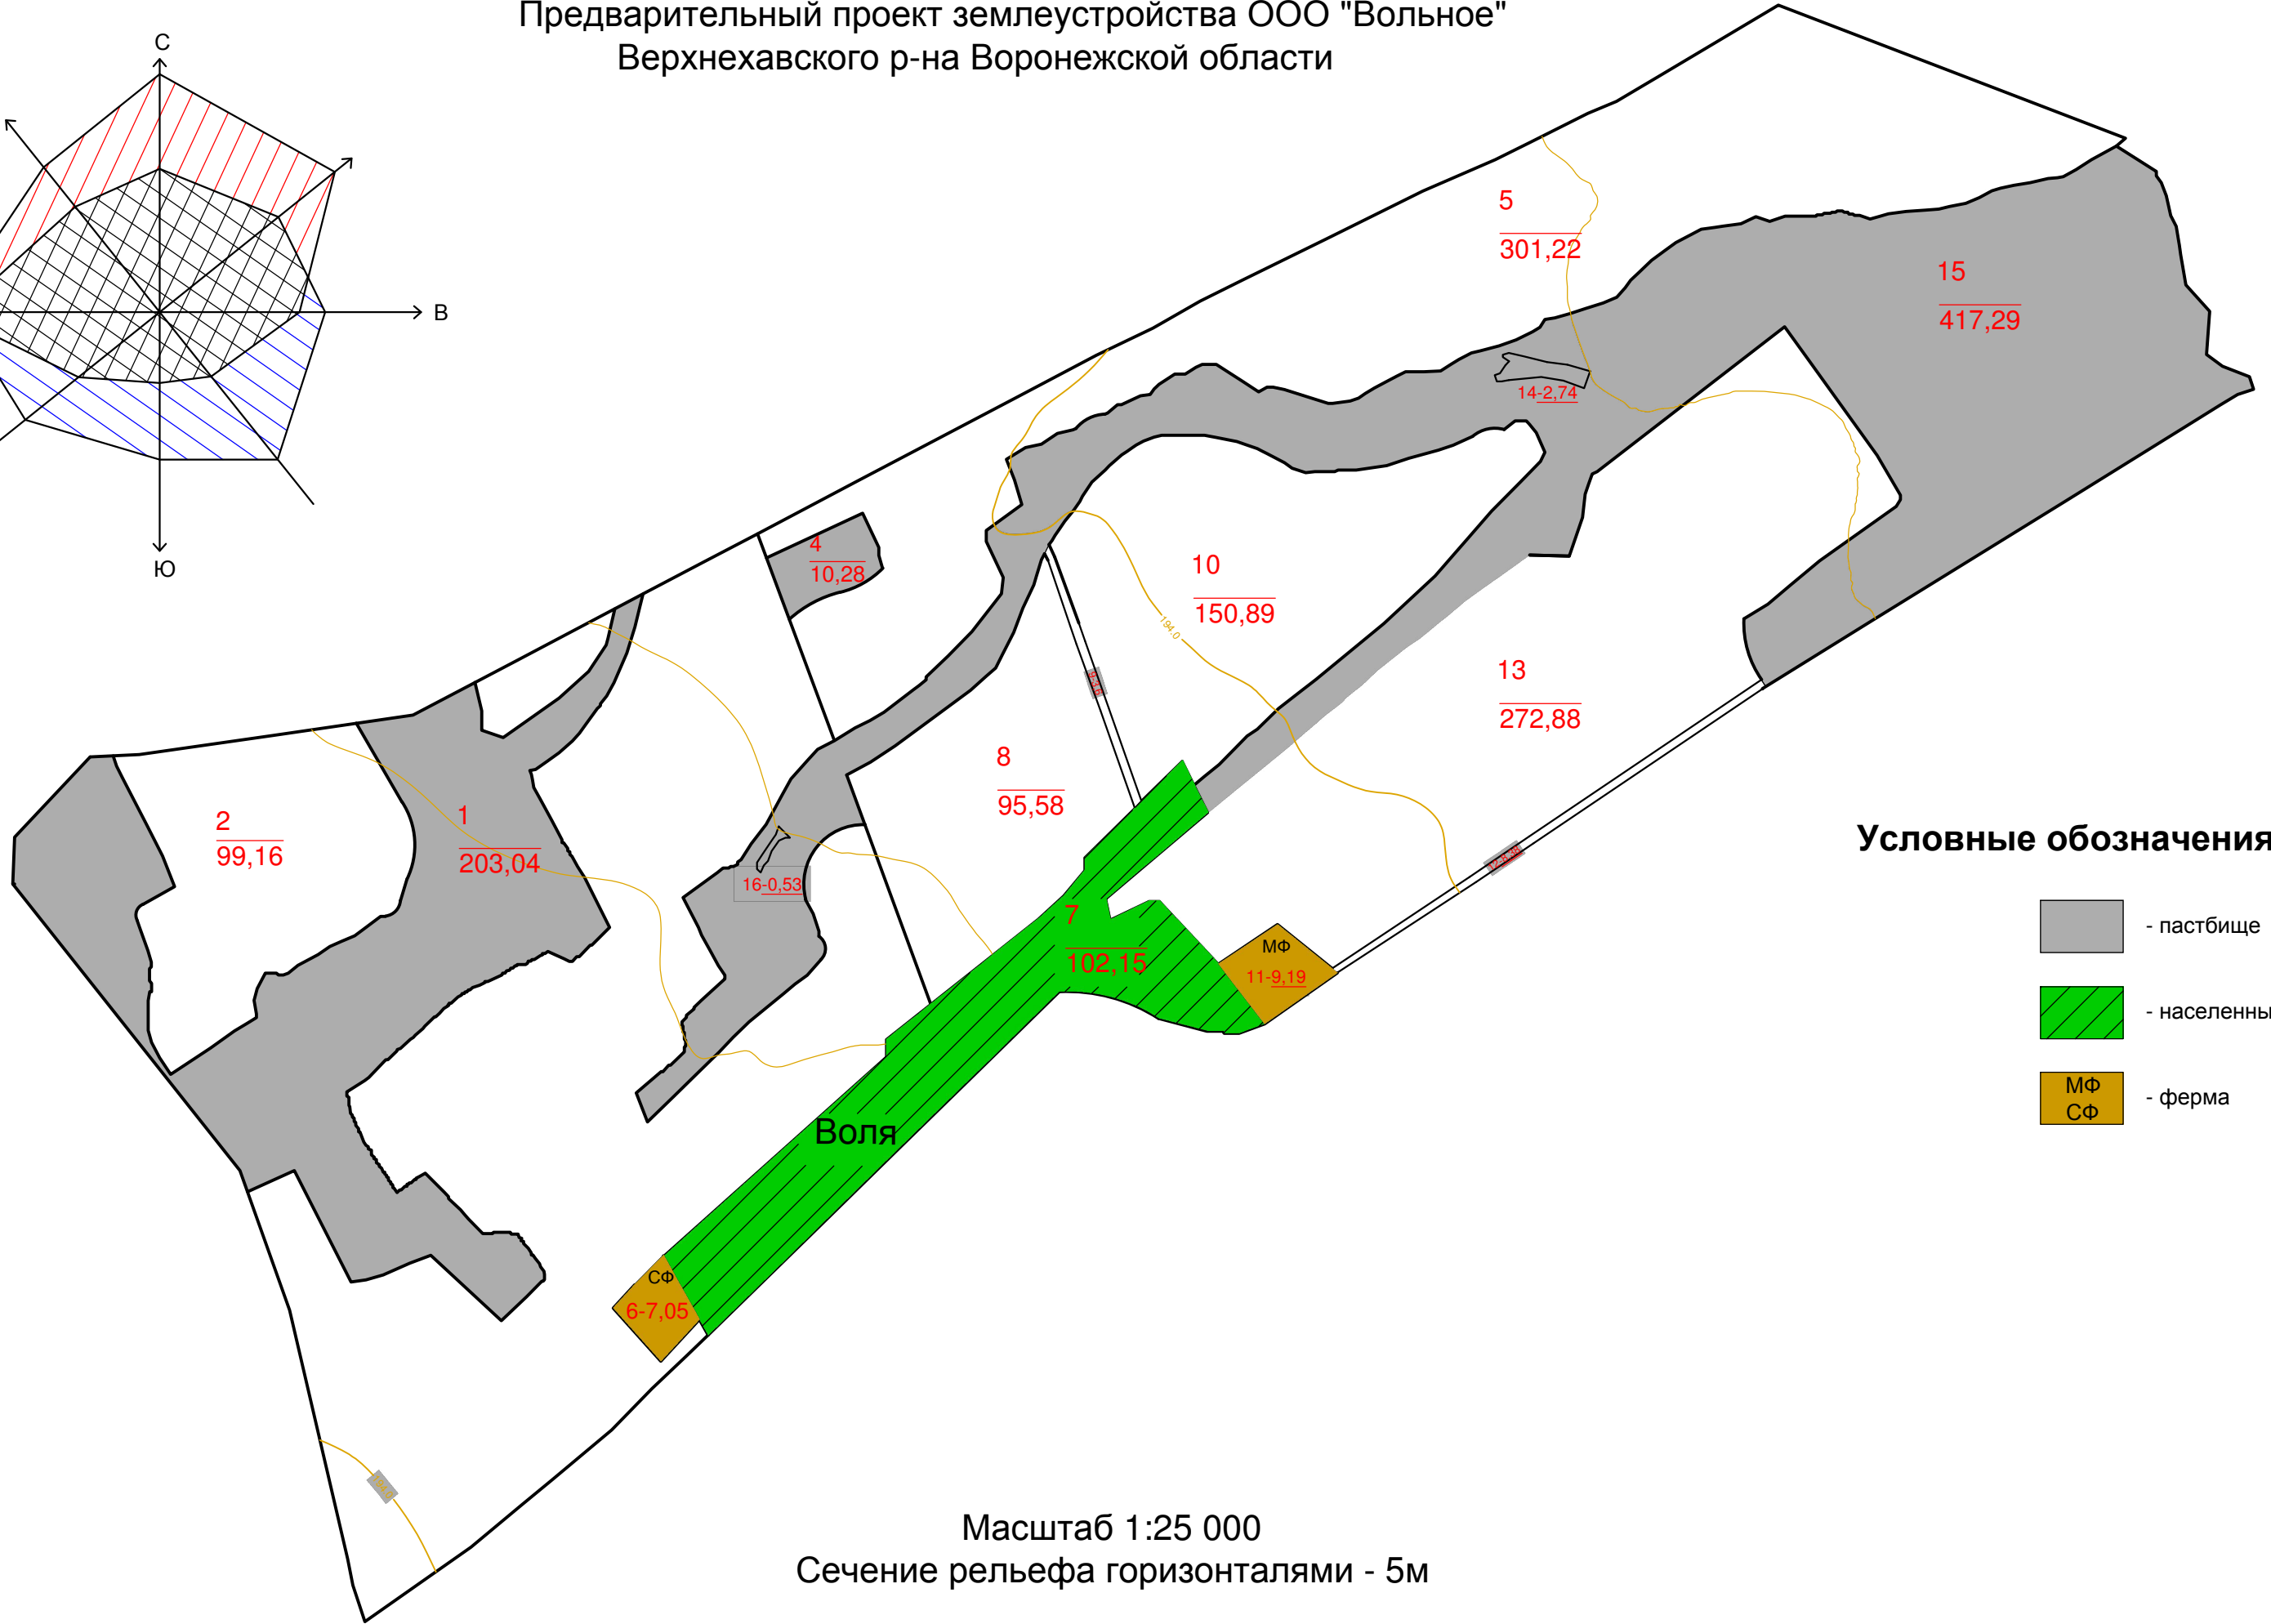 Предварительный проект землеустройства ООО "Вольное"
Верхнехавского р-на Воронежской области
С
В
Ю
5
301,22
15
417,29
14-2,74
4
10,28
10
150,89
194.0
13
272,88
8
95,58
2
99,16
1
203,04
16-0,53
7
102,15
МФ
11-9,19
Воля
СФ
6-7,05
Условные обозначения
- пастбище
- населенны
МФ
СФ
- ферма
Масштаб 1:25 000
Сечение рельефа горизонталями - 5м